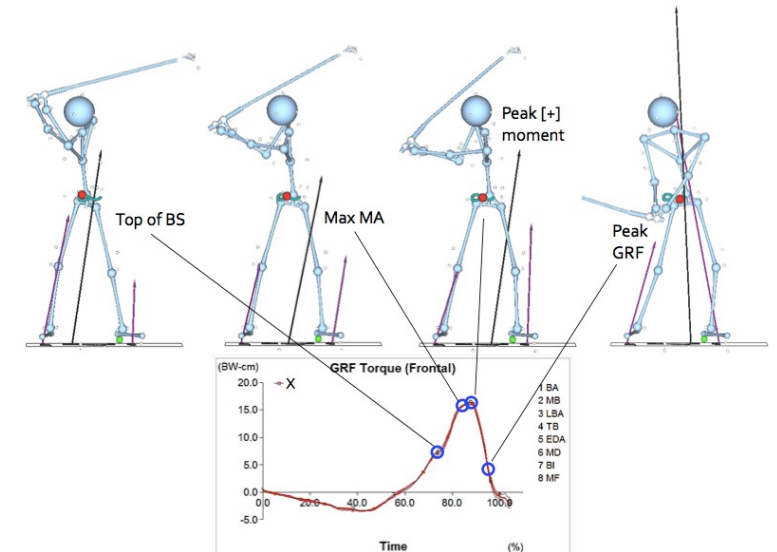 Peak [+]
moment
Top of BS
Max MA
Peak
GRF
(BW-cm)
GRF Torque (Frontal)
20.0
X
15.0
10.0
5.0
0.0
-5.0
0.0
20.0
40.0
60.0
80.0
100.0
1 BA
2 MB
3 LBA
4 TB
5 EDA
6 MD
7 BI
8 MF
Time
(%)